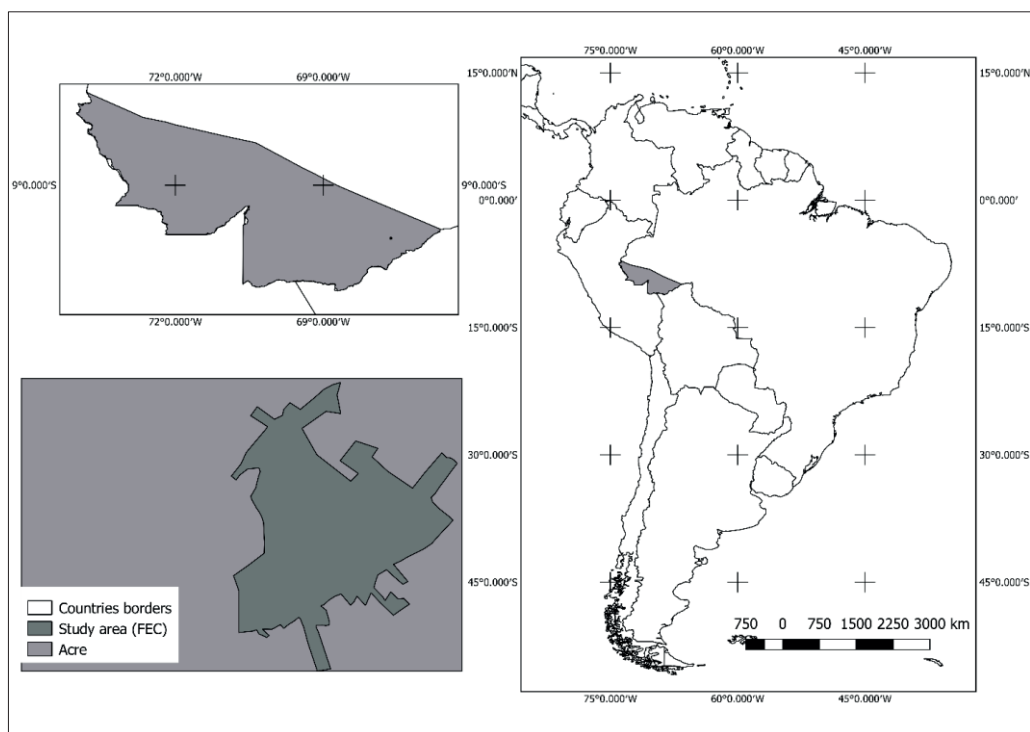 72°0.000'W 69°0.000'W
9°0.000'S 9°0.000'S
72°0.000'W 69°0.000'W
Countries borders
Study area (FEC)
Acre
75°0.000'W 60°0.000'W 45°0.000'W
15°0.000'N 15°0.000'N
0°0.000' 0°0.000'
15°0.000'S 15°0.000'S
30°0.000'S 30°0.000'S
45°0.000'S 45°0.000'S
750 0 750 1500 2250 3000 km
75°0.000'W 60°0.000'W 45°0.000'W